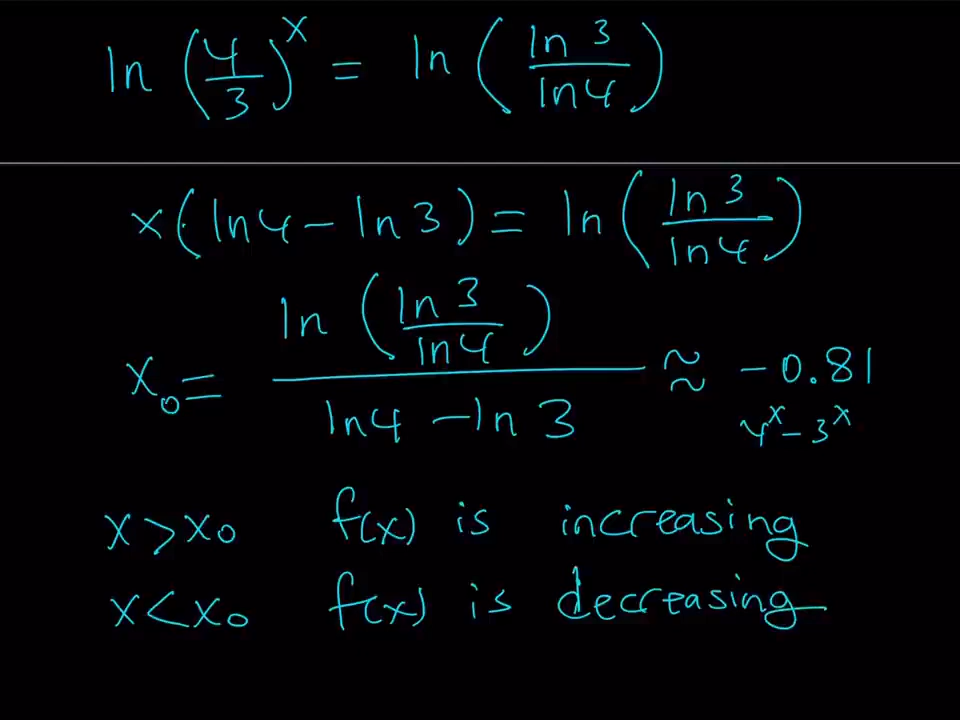 ln (4/3)^x = ln (ln 3/ln 4)
x(ln 4 − ln 3) = ln (ln 3/ln 4)
x₀ = ln (ln 3/ln 4)/(ln 4 − ln 3) ≈ −0.81
4^x − 3^x
x > x₀ f(x) is increasing
x < x₀ f(x) is decreasing